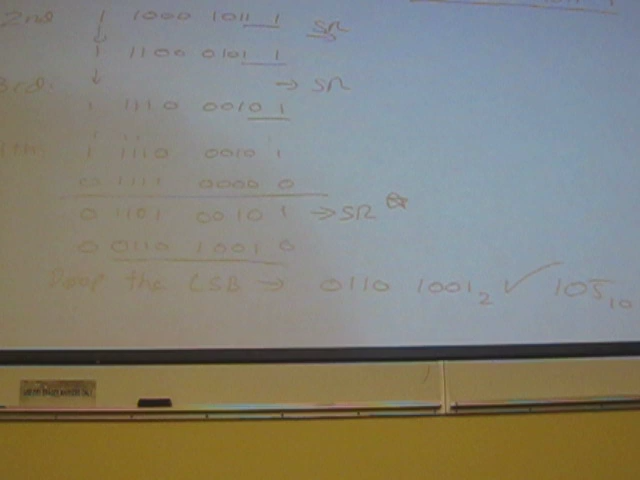 2nd 1 1000 1011 1 SR
1 1100 0101 1
3rd: → SR
1 1110 0010 1
1 1110 0010 1
0 1111 0000 0
0 1101 0010 1 → SR
0 0110 1001 0
Drop the LSB → 0110 1001₂ ✓ 105₁₀